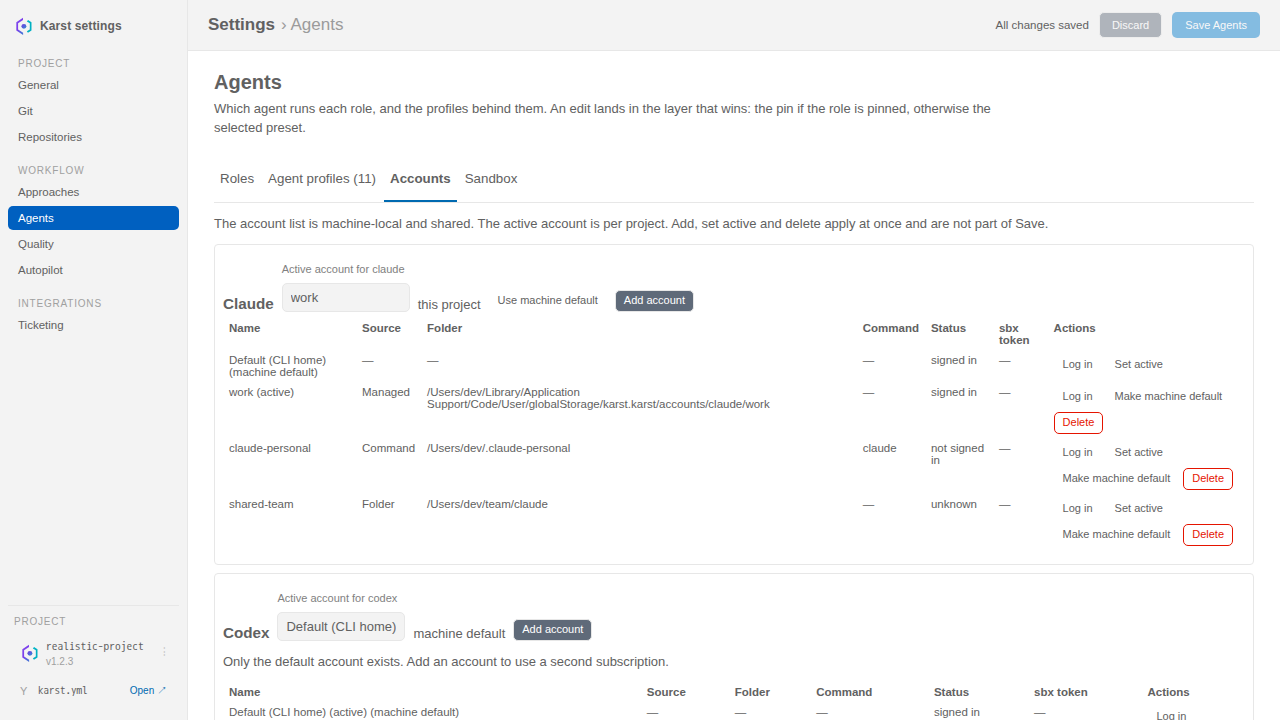 Karst settings
Settings › Agents
All changes saved
Discard
Save Agents
PROJECT
General
Git
Repositories
WORKFLOW
Approaches
Agents
Quality
Autopilot
INTEGRATIONS
Ticketing
PROJECT
realistic-project
v1.2.3
Y karst.yml Open ↗
Agents
Which agent runs each role, and the profiles behind them. An edit lands in the layer that wins: the pin if the role is pinned, otherwise the
selected preset.
Roles Agent profiles (11) Accounts Sandbox
The account list is machine-local and shared. The active account is per project. Add, set active and delete apply at once and are not part of Save.
Active account for claude
Claude work this project Use machine default Add account
Name Source Folder Command Status sbx token Actions
Default (CLI home) (machine default) — — — signed in — Log in Set active
work (active) Managed /Users/dev/Library/Application Support/Code/User/globalStorage/karst.karst/accounts/claude/work — signed in — Log in Make machine default
Delete
claude-personal Command /Users/dev/.claude-personal claude not signed in — Log in Set active
Make machine default Delete
shared-team Folder /Users/dev/team/claude — unknown — Log in Set active
Make machine default Delete
Active account for codex
Codex Default (CLI home) machine default Add account
Only the default account exists. Add an account to use a second subscription.
Name Source Folder Command Status sbx token Actions
Default (CLI home) (active) (machine default) — — — signed in — Log in